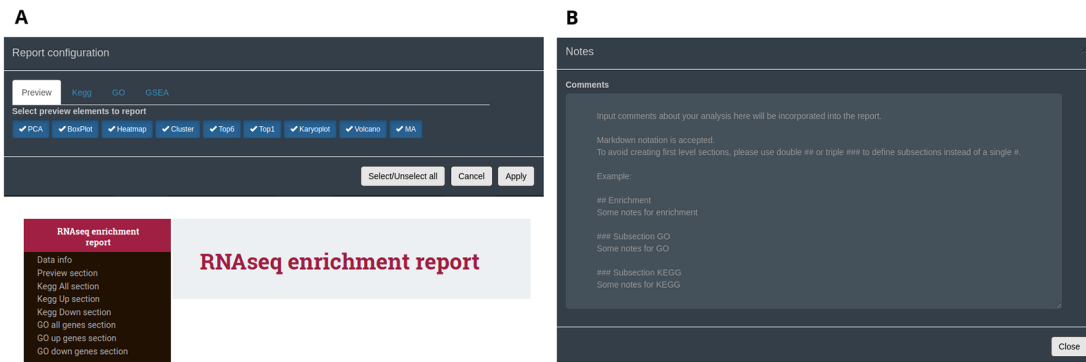 A
Report configuration
Preview Kegg GO GSEA
Select preview elements to report
PCA BoxPlot Heatmap Cluster Top6 Top1 Karyoplot Volcano MA
Select/Unselect all Cancel Apply
RNAseq enrichment
report
Data info
Preview section
Kegg All section
Kegg Up section
Kegg Down section
GO all genes section
GO up genes section
GO down genes section
RNAseq enrichment report
B
Notes
Comments
Input comments about your analysis here will be incorporated into the report.
Markdown notation is accepted.
To avoid creating first level sections, please use double ## or triple ### to define subsections instead of a single #.
Example:
## Enrichment
Some notes for enrichment
### Subsection GO
Some notes for GO
### Subsection KEGG
Some notes for KEGG
Close